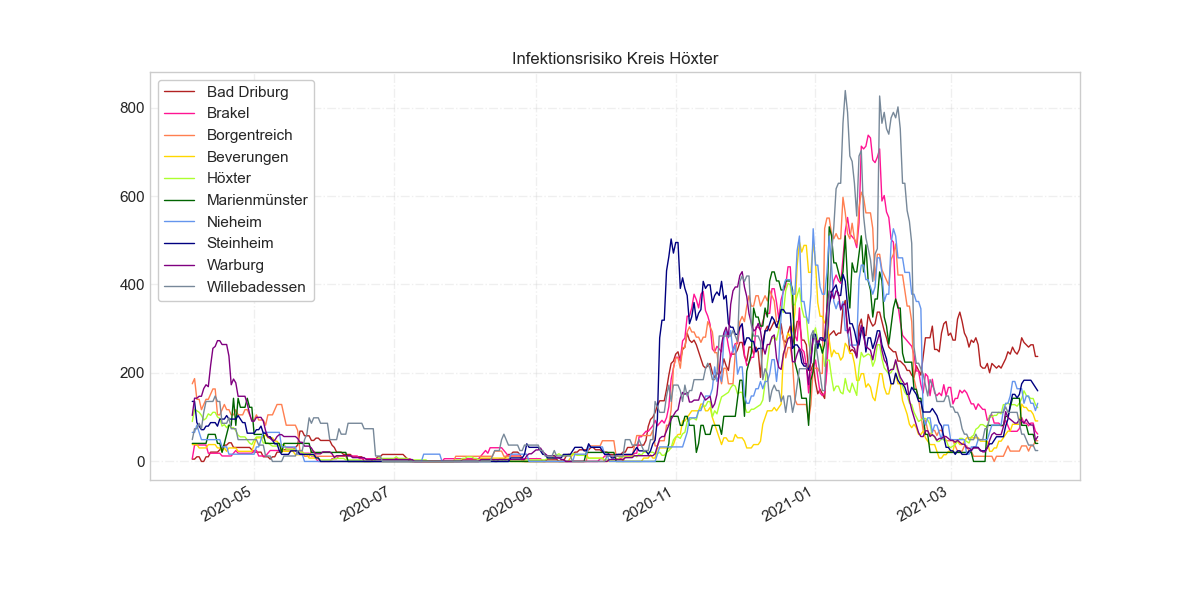 Infektionsrisiko Kreis Höxter
Bad Driburg
Brakel
Borgentreich
Beverungen
Höxter
Marienmünster
Nieheim
Steinheim
Warburg
Willebadessen
800
600
400
200
0
2020-05
2020-07
2020-09
2020-11
2021-01
2021-03